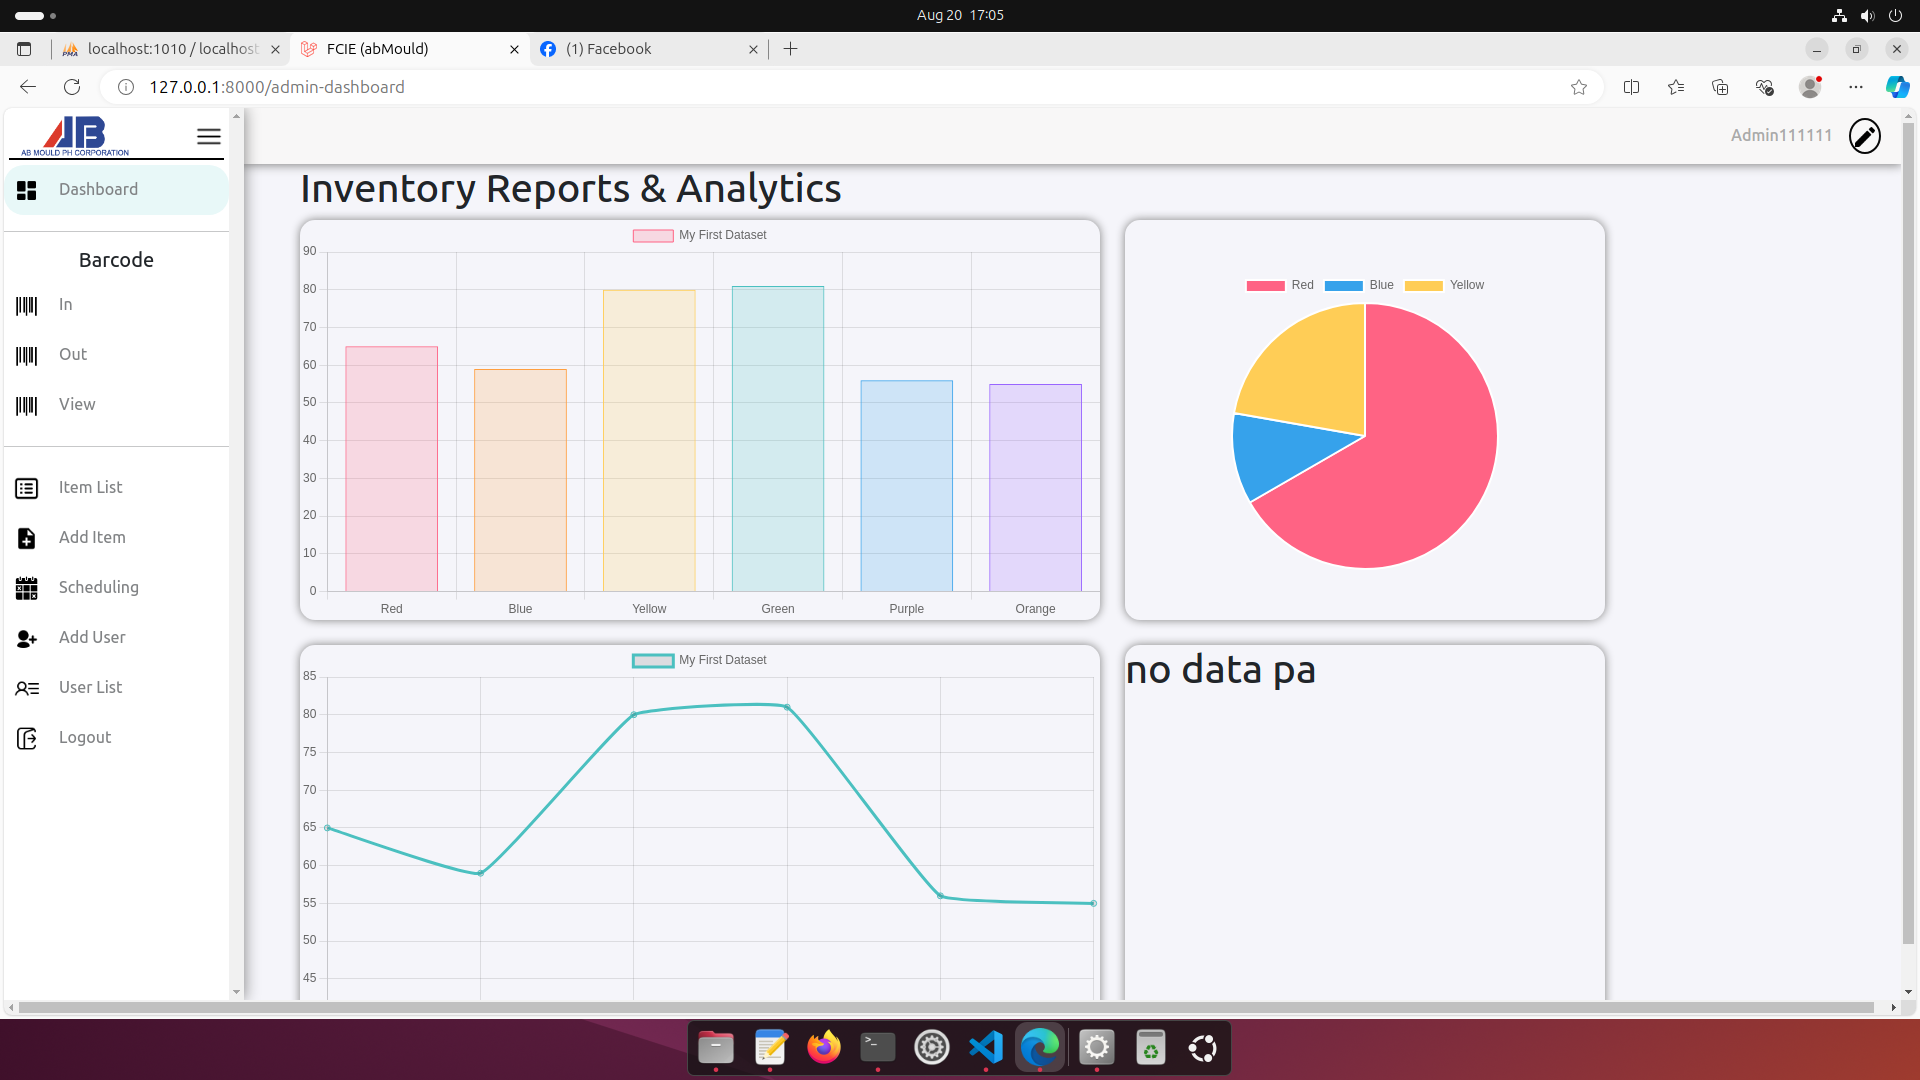 Aug 20 17:05
localhost:1010 / localhost
FCIE (abMould)
(1) Facebook
127.0.0.1:8000/admin-dashboard
AB
AB MOULD PH CORPORATION
Admin111111
Dashboard
Barcode
In
Out
View
Item List
Add Item
Scheduling
Add User
User List
Logout
Inventory Reports & Analytics
My First Dataset
90
80
70
60
50
40
30
20
10
0
Red Blue Yellow Green Purple Orange
Red Blue Yellow
My First Dataset
85
80
75
70
65
60
55
50
45
no data pa